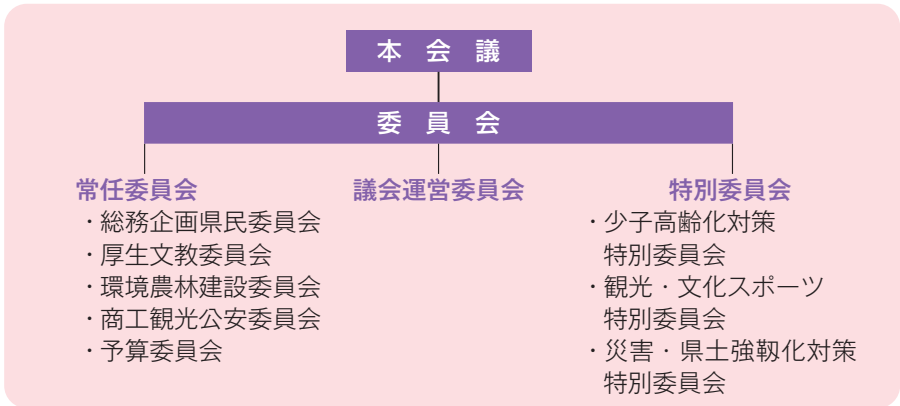 本会議
委員会
常任委員会
・総務企画県民委員会
・厚生文教委員会
・環境農林建設委員会
・商工観光公安委員会
・予算委員会
議会運営委員会
特別委員会
・少子高齢化対策
特別委員会
・観光・文化スポーツ
特別委員会
・災害・県土強靱化対策
特別委員会